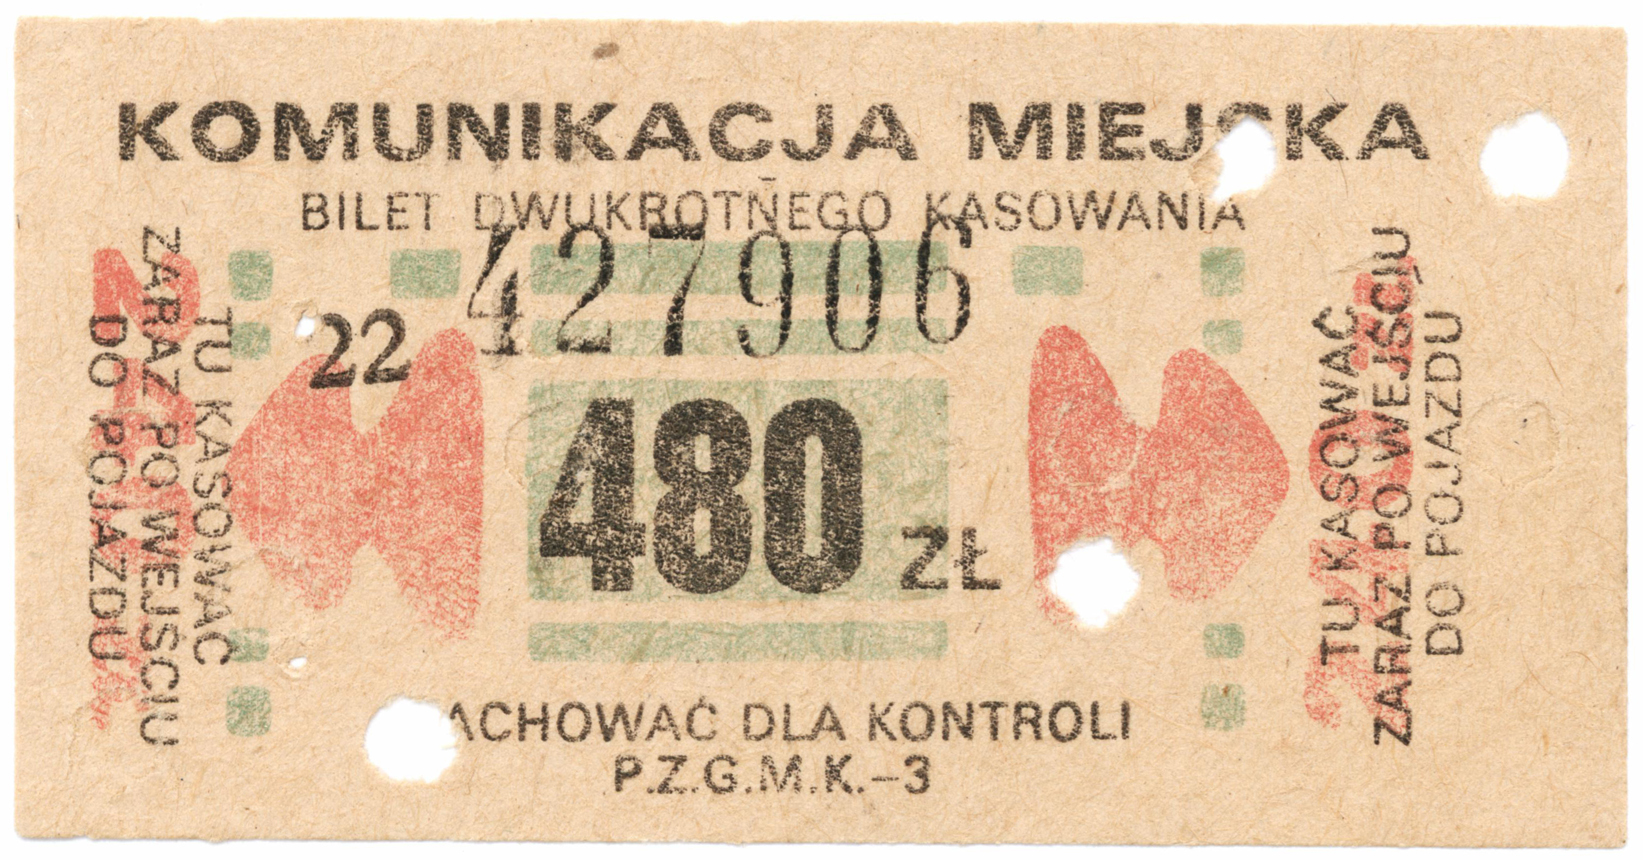 KOMUNIKACJA MIEJSKA
BILET DWUKROTNEGO KASOWANIA
427906
22
480 ZŁ
TU KASOWAĆ
ZARAZ PO WEJŚCIU
DO POJAZDU
TU KASOWAĆ
ZARAZ PO WEJŚCIU
DO POJAZDU
ACHOWAĆ DLA KONTROLI
P.Z.G.M.K.-3